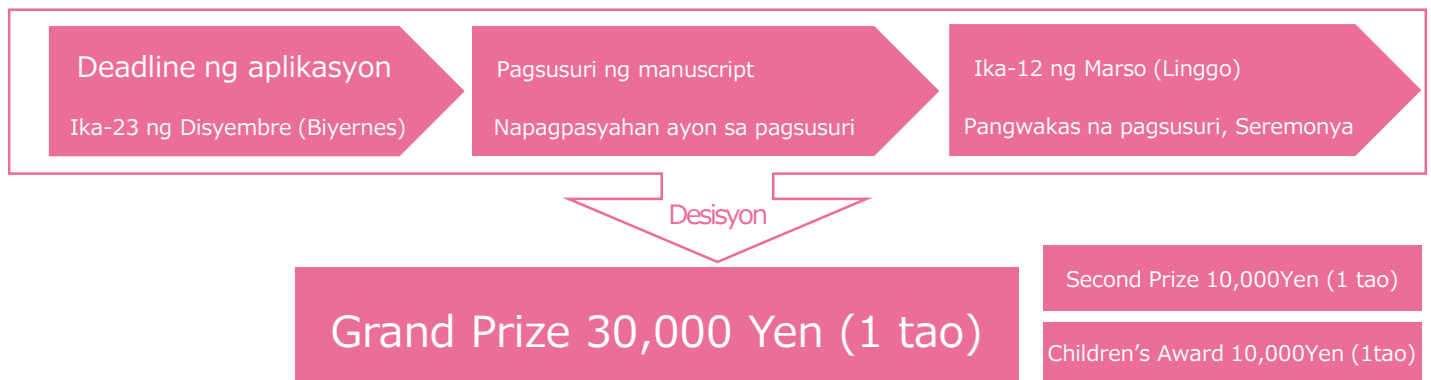 Deadline ng aplikasyon
Ika-23 ng Disyembre (Biyernes)
Pagsusuri ng manuscript
Napagpasyahan ayon sa pagsusuri
Ika-12 ng Marso (Linggo)
Pangwakas na pagsusuri, Seremonya
Desisyon
Grand Prize 30,000 Yen (1 tao)
Second Prize 10,000Yen (1 tao)
Children’s Award 10,000Yen (1tao)